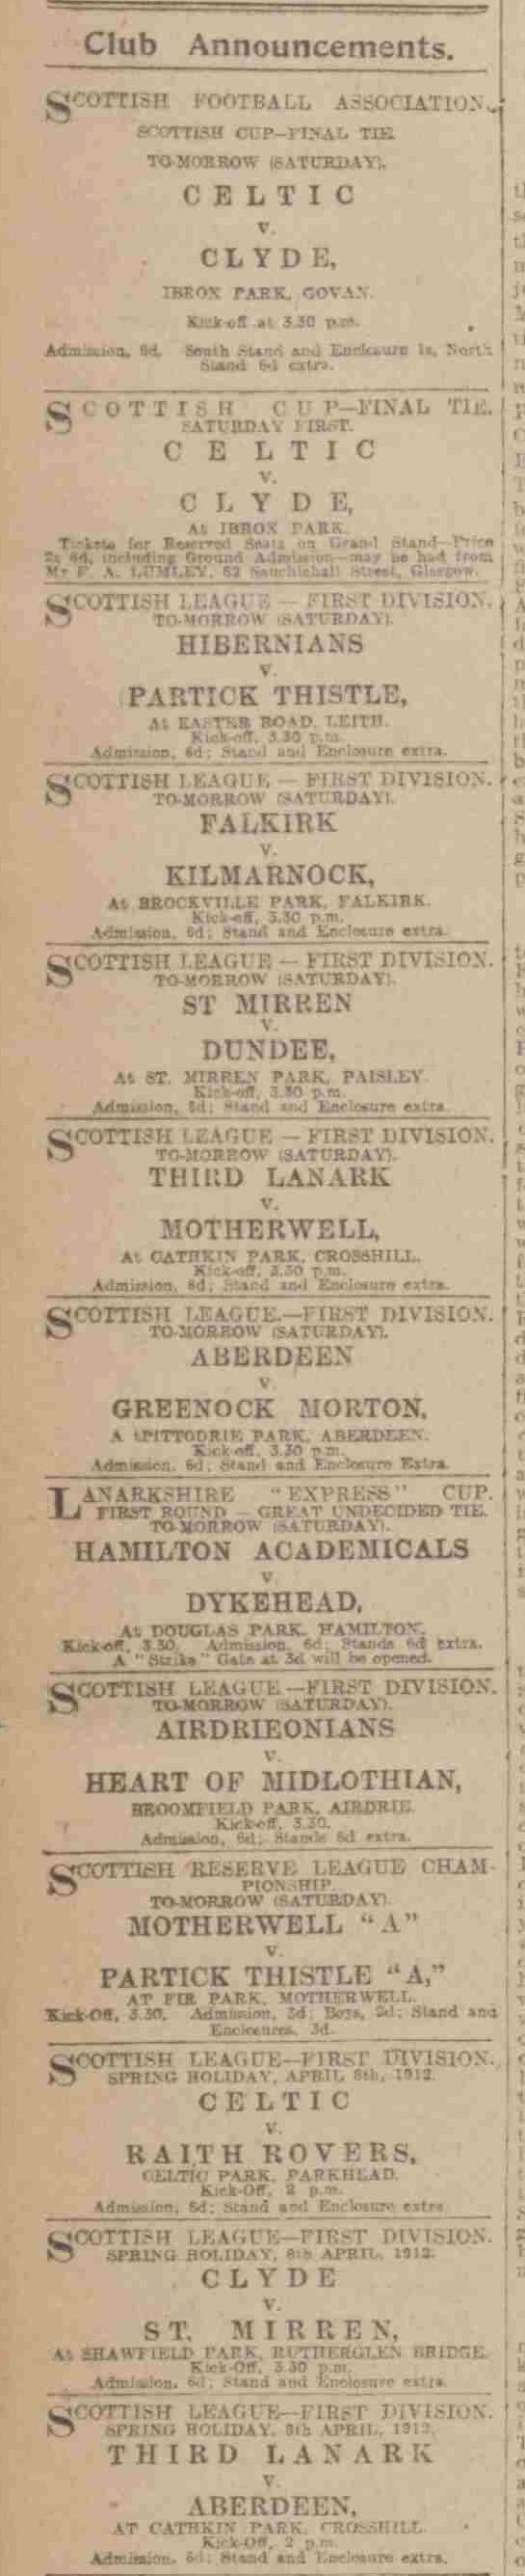 Club Announcements.
SCOTTISH FOOTBALL ASSOCIATION.
SCOTTISH CUP—FINAL TIE.
TO-MORROW (SATURDAY).
CELTIC
v.
CLYDE,
IBROX PARK, GOVAN.
Kick-off at 3.30 p.m.
Admission, 6d. South Stand and Enclosure 1s, North
Stand 6d extra.
SCOTTISH CUP—FINAL TIE.
SATURDAY FIRST.
CELTIC
v.
CLYDE,
At IBROX PARK.
Tickets for Reserved Seats on Grand Stand—Price
2s 6d, including Ground Admission—may be had from
Mr F. A. LUMLEY, 82 Sauchiehall Street, Glasgow.
SCOTTISH LEAGUE — FIRST DIVISION.
TO-MORROW (SATURDAY).
HIBERNIANS
v.
PARTICK THISTLE,
At EASTER ROAD, LEITH.
Kick-off, 3.30 p.m.
Admission, 6d; Stand and Enclosure extra.
SCOTTISH LEAGUE — FIRST DIVISION.
TO-MORROW (SATURDAY).
FALKIRK
v.
KILMARNOCK,
At BROCKVILLE PARK, FALKIRK.
Kick-off, 3.30 p.m.
Admission, 6d; Stand and Enclosure extra.
SCOTTISH LEAGUE — FIRST DIVISION.
TO-MORROW (SATURDAY).
ST MIRREN
v.
DUNDEE,
At ST. MIRREN PARK, PAISLEY.
Kick-off, 3.30 p.m.
Admission, 6d; Stand and Enclosure extra.
SCOTTISH LEAGUE — FIRST DIVISION.
TO-MORROW (SATURDAY).
THIRD LANARK
v.
MOTHERWELL,
At CATHKIN PARK, CROSSHILL.
Kick-off, 3.30 p.m.
Admission, 6d; Stand and Enclosure extra.
SCOTTISH LEAGUE.—FIRST DIVISION.
TO-MORROW (SATURDAY).
ABERDEEN
v
GREENOCK MORTON,
A PITTODRIE PARK, ABERDEEN.
Kick-off, 3.30 p.m.
Admission, 6d; Stand and Enclosure Extra.
LANARKSHIRE "EXPRESS" CUP.
FIRST ROUND — GREAT UNDECIDED TIE.
TO-MORROW (SATURDAY).
HAMILTON ACADEMICALS
v
DYKEHEAD,
At DOUGLAS PARK, HAMILTON.
Kick-off, 3.30. Admission, 6d; Stands 6d extra.
A "Strike" Gate at 3d will be opened.
SCOTTISH LEAGUE—FIRST DIVISION.
TO-MORROW (SATURDAY).
AIRDRIEONIANS
v.
HEART OF MIDLOTHIAN,
BROOMFIELD PARK, AIRDRIE.
Kick-off, 3.30.
Admission, 6d; Stands 6d extra.
SCOTTISH RESERVE LEAGUE CHAM-
PIONSHIP.
TO-MORROW (SATURDAY).
MOTHERWELL "A"
v.
PARTICK THISTLE "A,"
AT FIR PARK, MOTHERWELL.
Kick-Off, 3.30. Admission, 3d; Boys, 2d; Stand and
Enclosures, 3d.
SCOTTISH LEAGUE—FIRST DIVISION.
SPRING HOLIDAY, APRIL 8th, 1912.
CELTIC
v.
RAITH ROVERS,
CELTIC PARK, PARKHEAD.
Kick-Off, 2 p.m.
Admission, 6d; Stand and Enclosure extra
SCOTTISH LEAGUE—FIRST DIVISION.
SPRING HOLIDAY, 8th APRIL, 1912.
CLYDE
v.
ST. MIRREN,
At SHAWFIELD PARK, RUTHERGLEN BRIDGE.
Kick-Off, 3.30 p.m.
Admission, 6d; Stand and Enclosure extra.
SCOTTISH LEAGUE—FIRST DIVISION.
SPRING HOLIDAY, 8th APRIL, 1912.
THIRD LANARK
v.
ABERDEEN,
AT CATHKIN PARK, CROSSHILL.
Kick-Off, 2 p.m.
Admission, 6d; Stand and Enclosure extra.